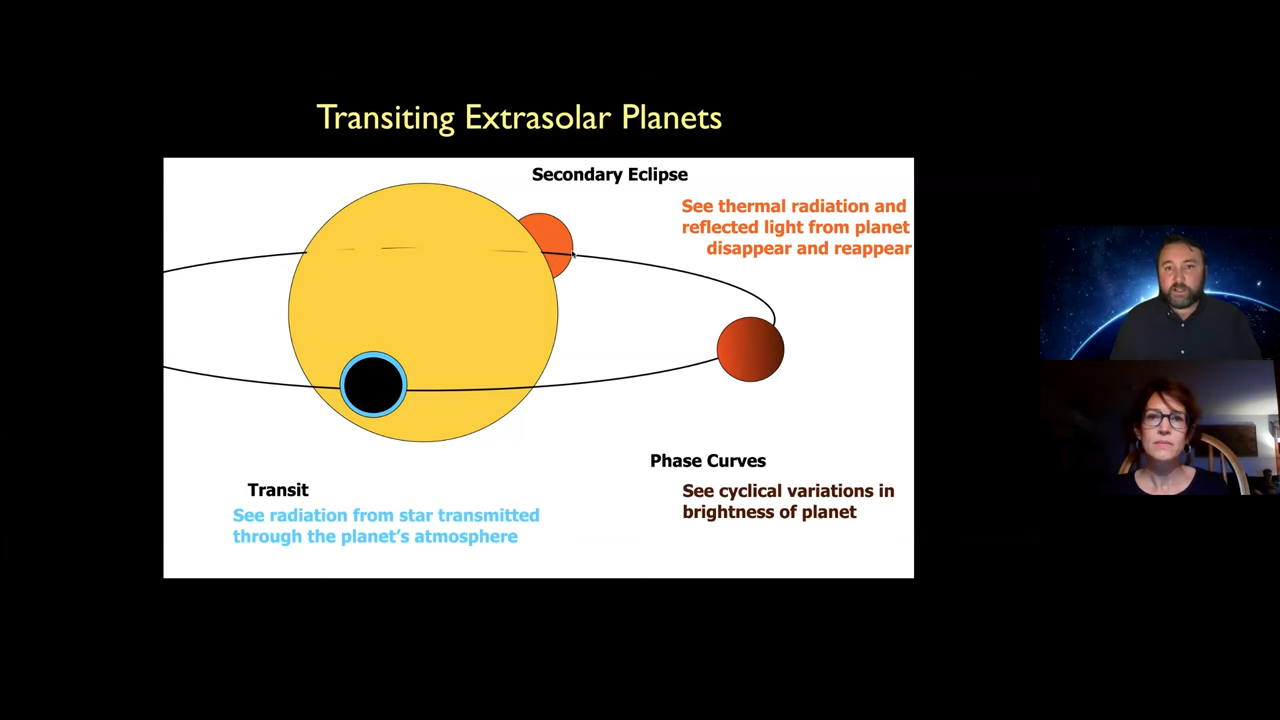 Transiting Extrasolar Planets
Secondary Eclipse
See thermal radiation and
reflected light from planet
disappear and reappear
Phase Curves
See cyclical variations in
brightness of planet
Transit
See radiation from star transmitted
through the planet’s atmosphere